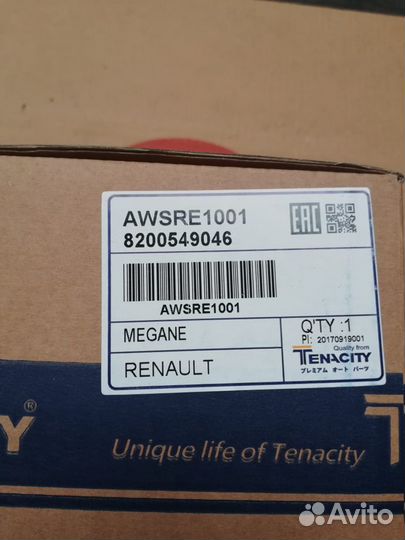 AWSRE1001
8200549046
EAC
AWSRE1001
MEGANE
Q'TY :1
PI: 20170919001
Quality from
TENACITY
プレミアム オート パーツ
RENAULT
Y®
T
Unique life of Tenacity
Avito